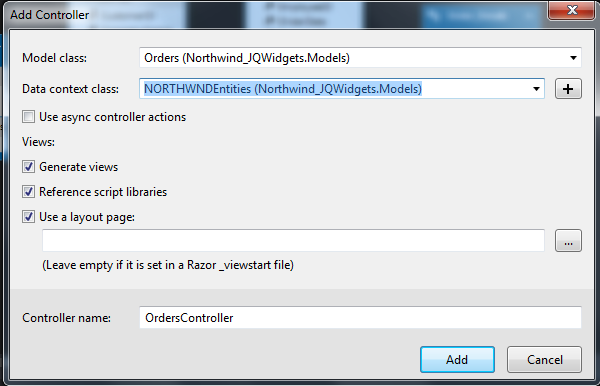 Add Controller
Model class: Orders (Northwind_JQWidgets.Models)
Data context class: NORTHWNDEntities (Northwind_JQWidgets.Models) +
Use async controller actions
Views:
Generate views
Reference script libraries
Use a layout page:
...
(Leave empty if it is set in a Razor _viewstart file)
Controller name: OrdersController
Add Cancel